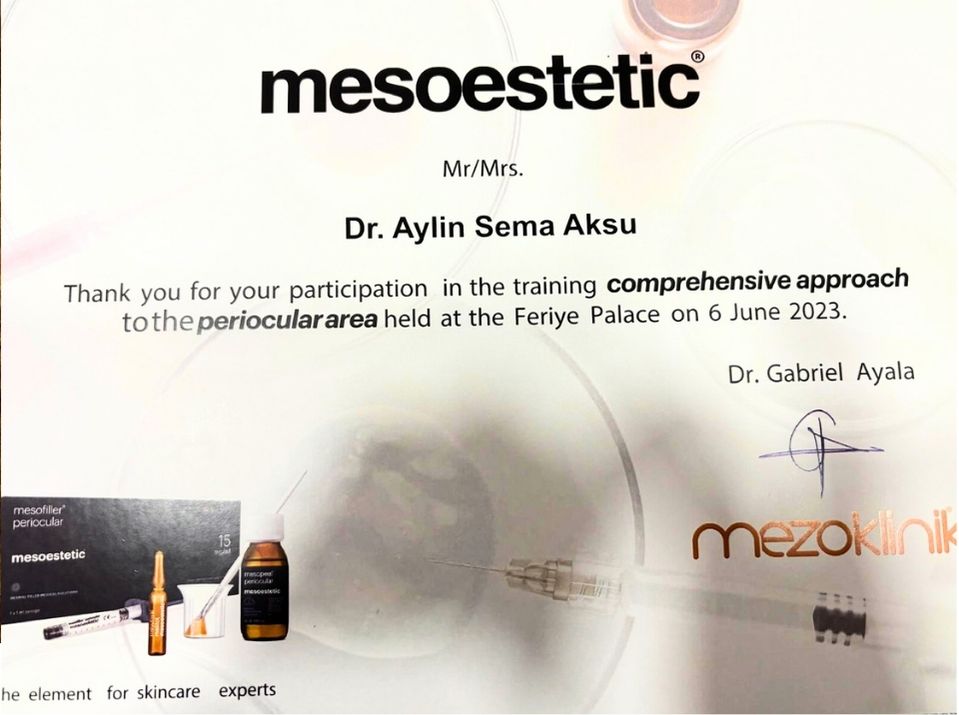 mesoestetic®
Mr/Mrs.
Dr. Aylin Sema Aksu
Thank you for your participation in the training comprehensive approach
to the periocular area held at the Feriye Palace on 6 June 2023.
Dr. Gabriel Ayala
mezoklinik
mesofiller®
periocular
15
mesoestetic
mesopeel®
periocular
mesoestetic
he element for skincare experts